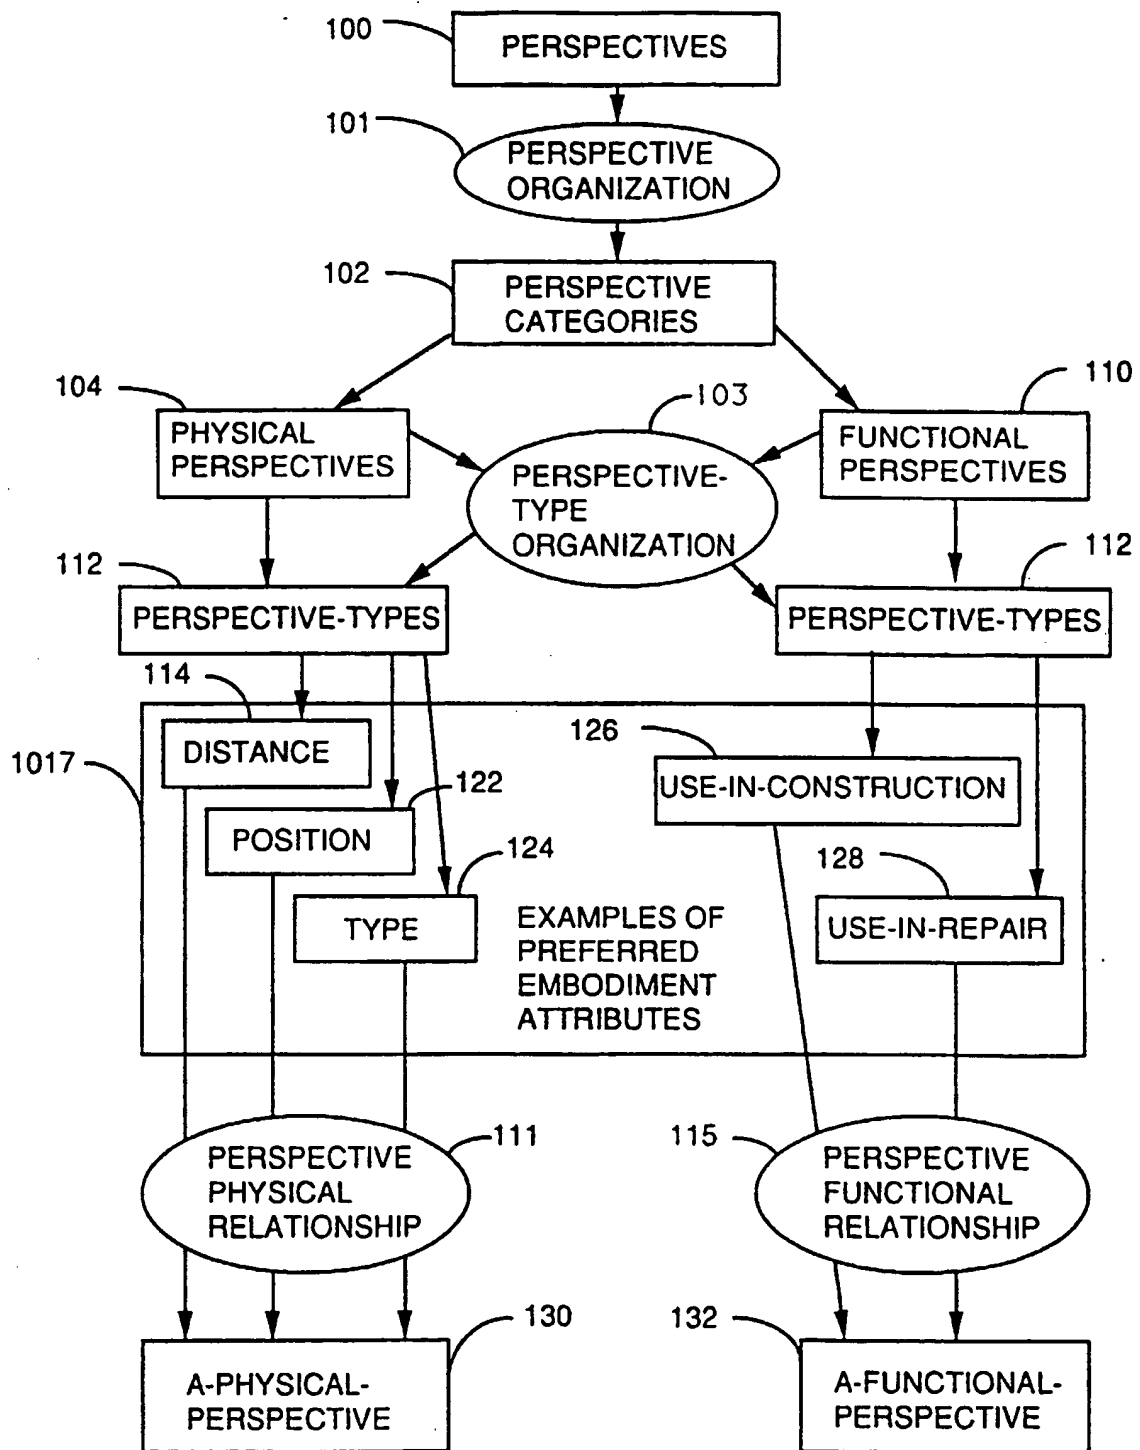 100
PERSPECTIVES
101
PERSPECTIVE
ORGANIZATION
102
PERSPECTIVE
CATEGORIES
104
PHYSICAL
PERSPECTIVES
103
PERSPECTIVE-
TYPE
ORGANIZATION
110
FUNCTIONAL
PERSPECTIVES
112
PERSPECTIVE-TYPES
112
PERSPECTIVE-TYPES
114
DISTANCE
1017
122
POSITION
124
TYPE
126
USE-IN-CONSTRUCTION
128
USE-IN-REPAIR
EXAMPLES OF
PREFERRED
EMBODIMENT
ATTRIBUTES
111
PERSPECTIVE
PHYSICAL
RELATIONSHIP
115
PERSPECTIVE
FUNCTIONAL
RELATIONSHIP
130
A-PHYSICAL-
PERSPECTIVE
132
A-FUNCTIONAL-
PERSPECTIVE